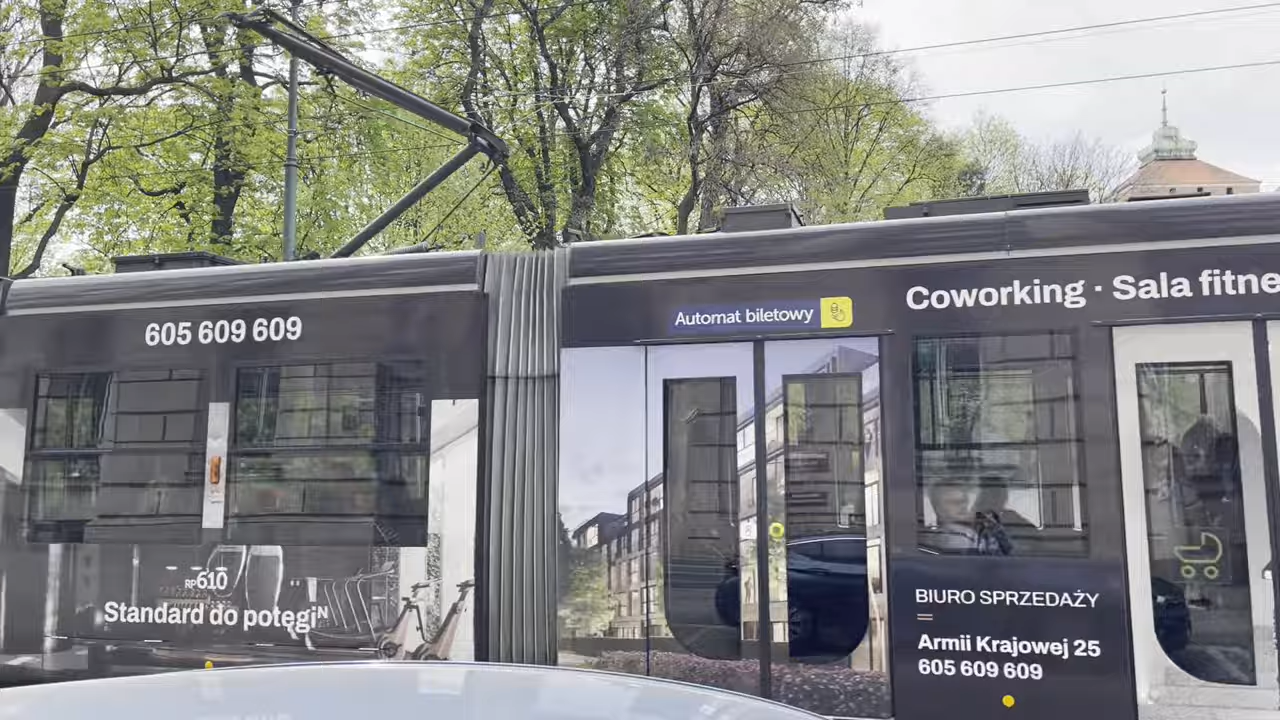 605 609 609
RP610
Standard do potęgiᴺ
Automat biletowy
Coworking · Sala fitne
BIURO SPRZEDAŻY
Armii Krajowej 25
605 609 609